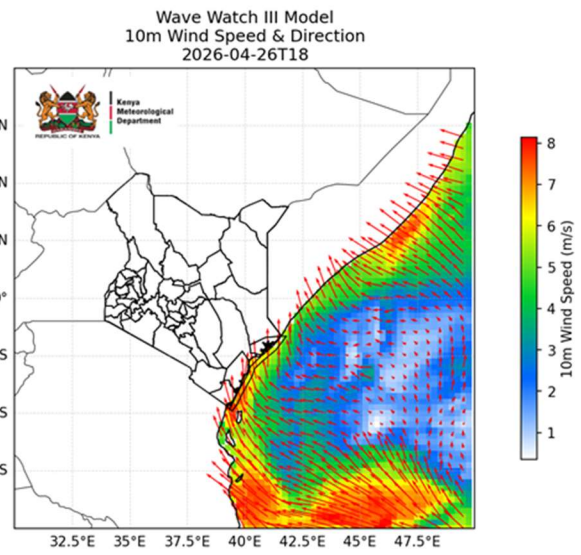 Wave Watch III Model
10m Wind Speed & Direction
2026-04-26T18
Kenya
Meteorological
Department
REPUBLIC OF KENYA
N
N
N
°
S
S
S
32.5°E 35°E 37.5°E 40°E 42.5°E 45°E 47.5°E
8
7
6
5
4
3
2
1
10m Wind Speed (m/s)